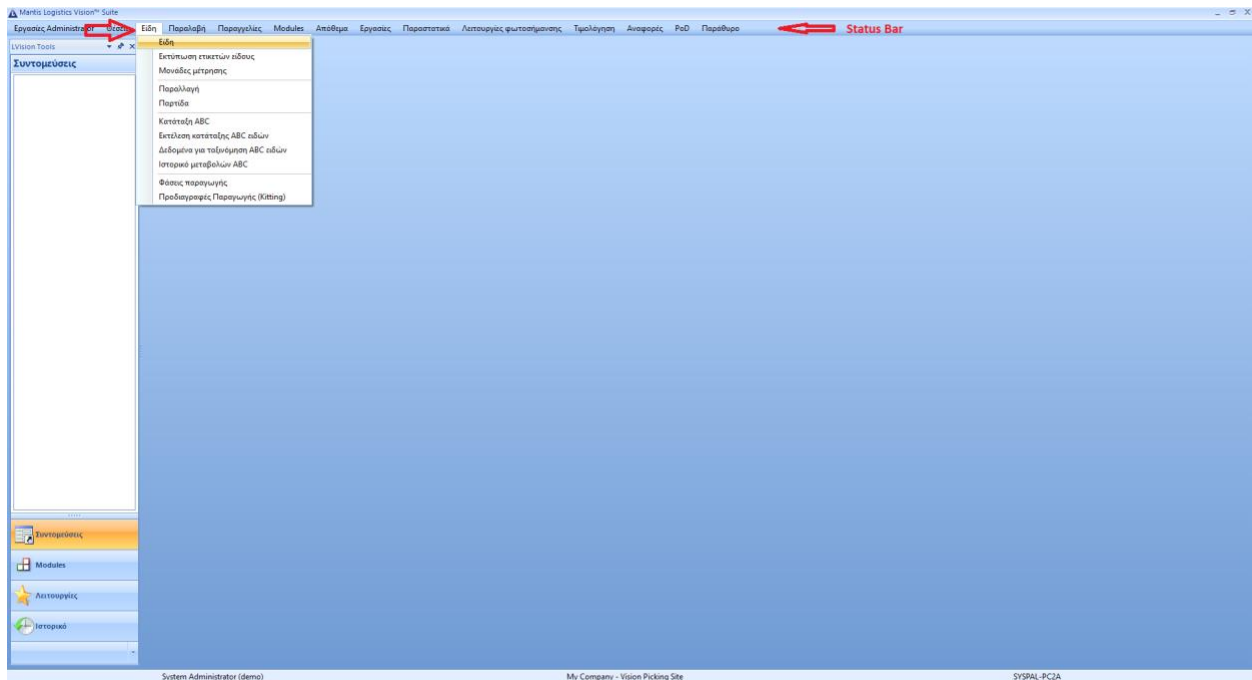 Mantis Logistics Vision™ Suite
Εργασίες Administrator Θέσεις Είδη Παραλαβή Παραγγελίες Modules Απόθεμα Εργασίες Παραστατικά Λειτουργίες φωτοσήμανσης Τιμολόγηση Αναφορές PoD Παράθυρο Status Bar
LVision Tools
Συντομεύσεις
Είδη
Εκτύπωση ετικετών είδους
Μονάδες μέτρησης
Παραλλαγή
Παρτίδα
Κατάταξη ABC
Εκτέλεση κατάταξης ABC ειδών
Δεδομένα για ταξινόμηση ABC ειδών
Ιστορικό μεταβολών ABC
Φάσεις παραγωγής
Προδιαγραφές Παραγωγής (Kitting)
Συντομεύσεις
Modules
Λειτουργίες
Ιστορικό
System Administrator (demo) My Company - Vision Picking Site SYSPAL-PC2A